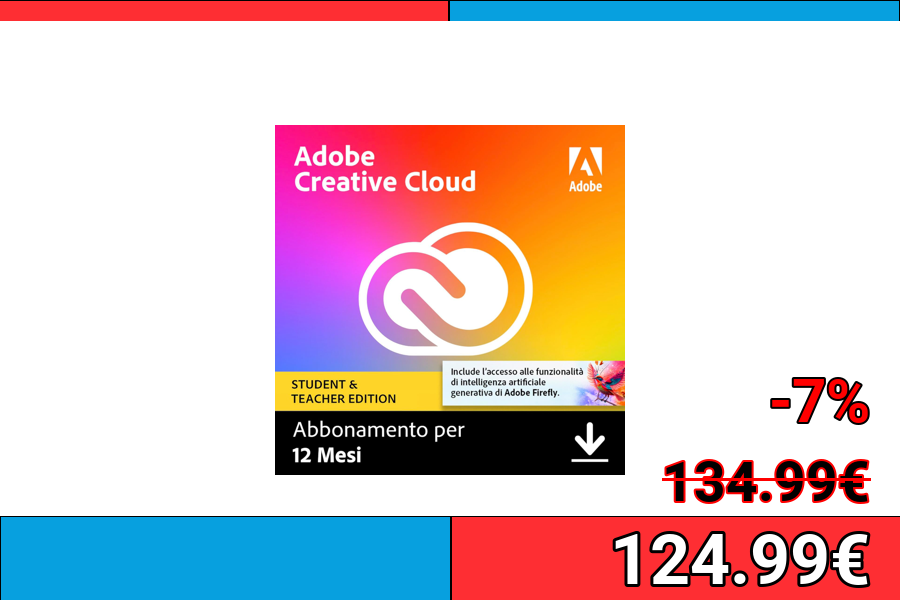 Adobe
Creative Cloud
Adobe
Include l'accesso alle funzionalità
di intelligenza artificiale
generativa di Adobe Firefly.
STUDENT &
TEACHER EDITION
Abbonamento per
12 Mesi
-7%
134.99€
124.99€